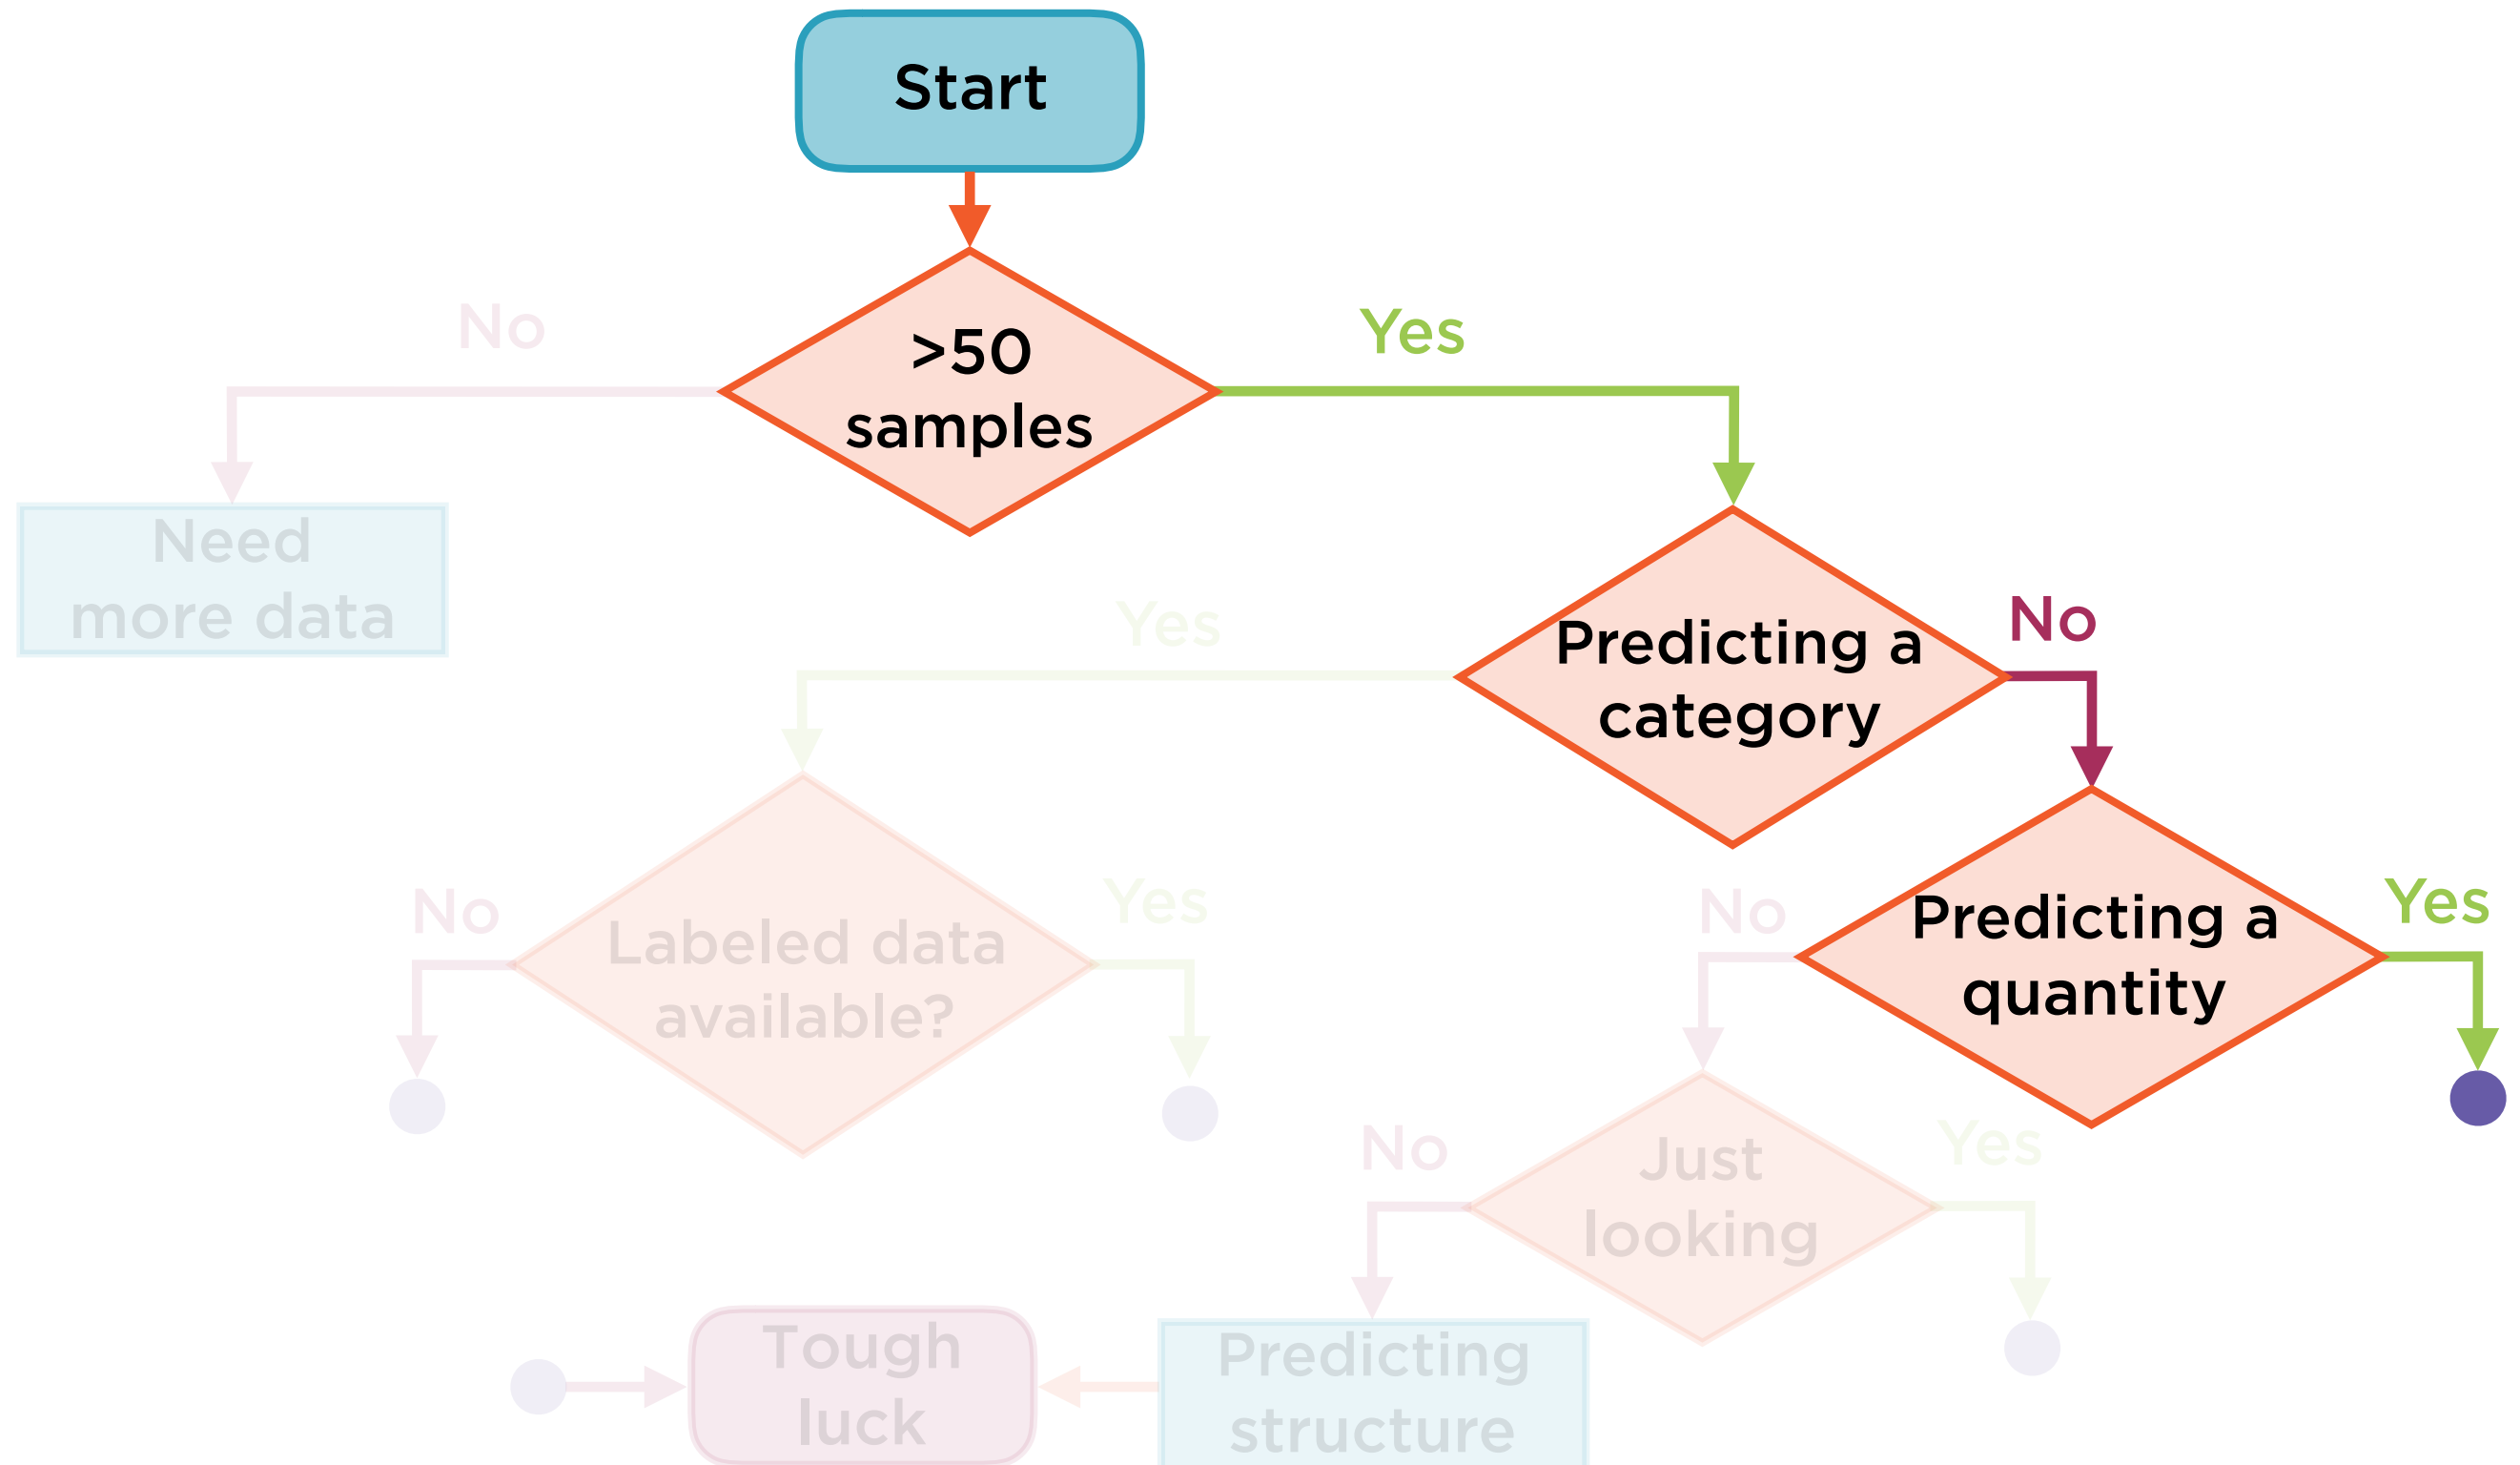 Start
No
>50
samples
Yes
Need
more data
Yes
Predicting a
category
No
No
Labeled data
available?
Yes
No
Predicting a
quantity
Yes
No
Just
looking
Yes
Tough
luck
Predicting
structure